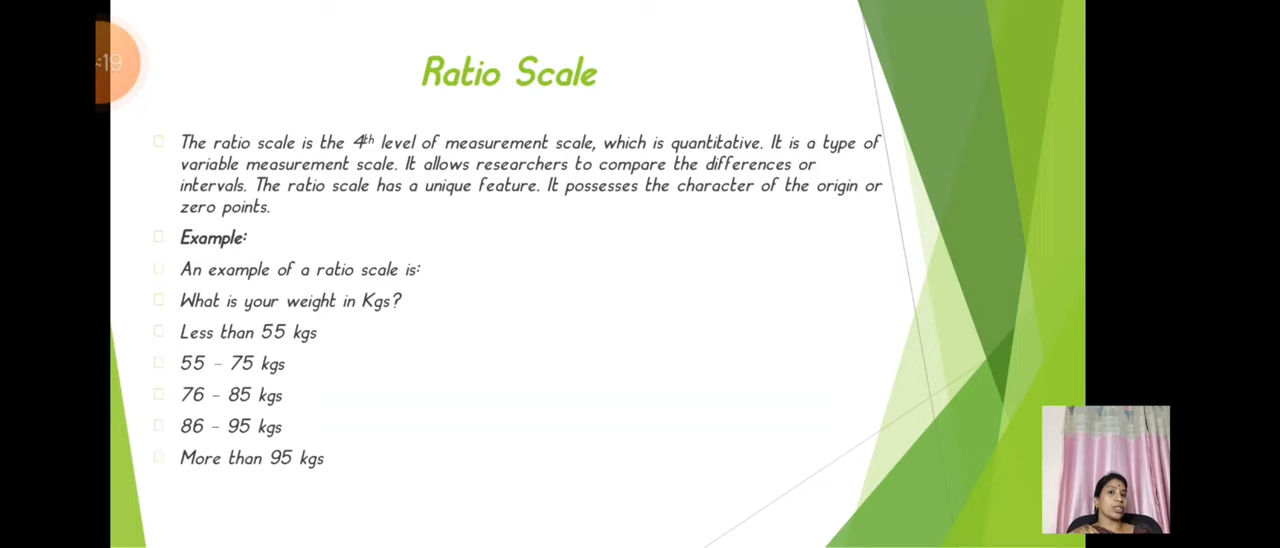 :19
Ratio Scale
The ratio scale is the 4th level of measurement scale, which is quantitative. It is a type of
variable measurement scale. It allows researchers to compare the differences or
intervals. The ratio scale has a unique feature. It possesses the character of the origin or
zero points.
Example:
An example of a ratio scale is:
What is your weight in Kgs?
Less than 55 kgs
55 – 75 kgs
76 – 85 kgs
86 – 95 kgs
More than 95 kgs